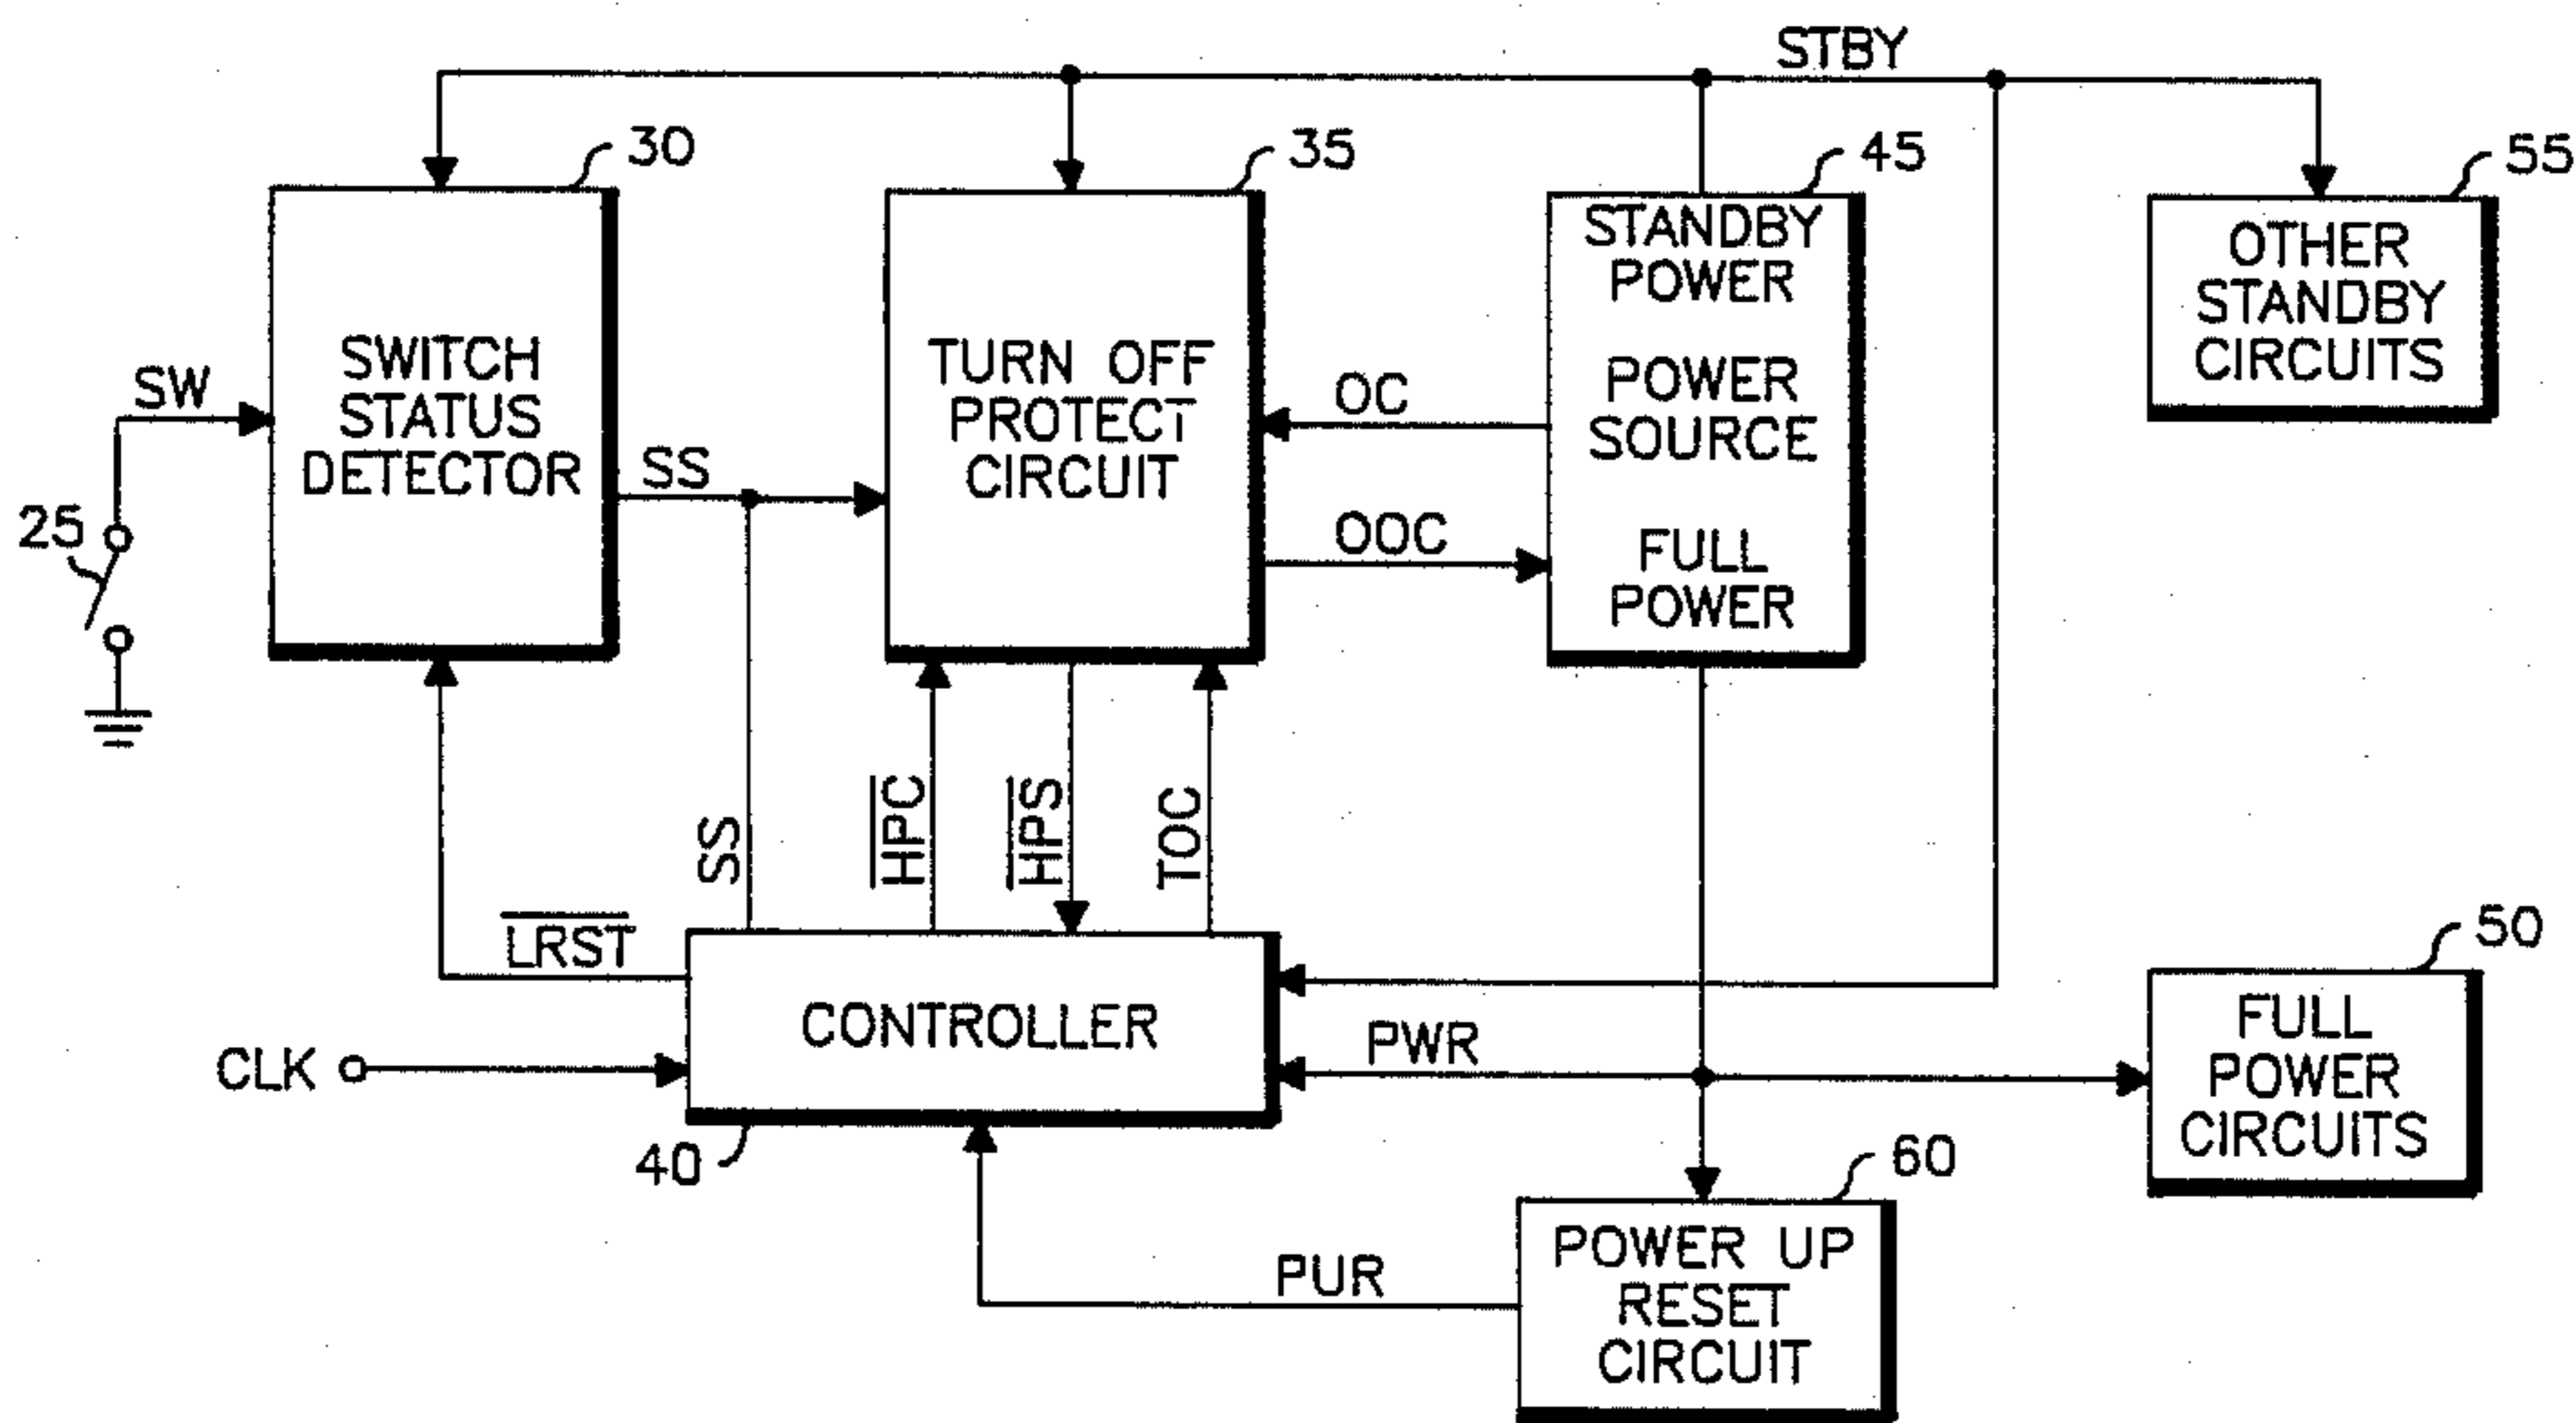 STBY
30
35
45
55
SWITCH
STATUS
DETECTOR
TURN OFF
PROTECT
CIRCUIT
STANDBY
POWER
POWER
SOURCE
FULL
POWER
OTHER
STANDBY
CIRCUITS
SW
25
SS
OC
OOC
SS
HPC
HPS
TOC
LRST
CLK
CONTROLLER
40
PWR
50
FULL
POWER
CIRCUITS
60
PUR
POWER UP
RESET
CIRCUIT